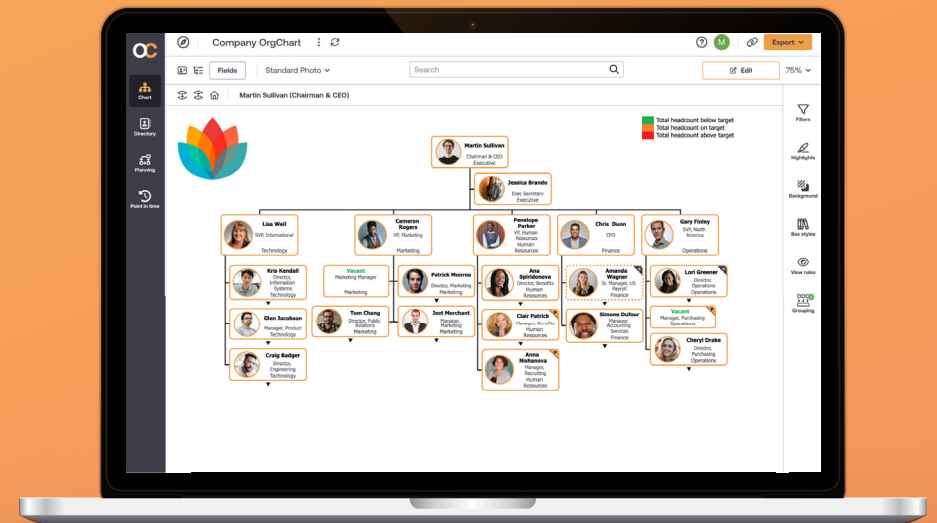 OC
Company OrgChart
M
Export
Fields
Standard Photo
Search
Edit
75%
Chart
Directory
Planning
Point in time
Martin Sullivan (Chairman & CEO)
Filters
Highlights
Background
Box styles
View rules
Grouping
Total headcount below target
Total headcount on target
Total headcount above target
Martin Sullivan
Chairman & CEO
Executive
Jessica Brando
Exec Secretary
Executive
Lisa Weil
SVP, International
Technology
Cameron
Rogers
VP, Marketing
Marketing
Penelope
Parker
VP, Human
Resources
Human
Resources
Chris Dunn
CFO
Finance
Gary Finley
SVP, North
America
Operations
Kris Kendall
Director,
Information
Systems
Technology
Glen Jacobson
Manager, Product
Technology
Craig Badger
Director,
Engineering
Technology
Vacant
Marketing Manager
Marketing
Tom Chang
Director, Public
Relations
Marketing
Patrick Monroe
Director, Marketing
Marketing
Jeet Merchant
Manager,
Marketing
Marketing
Ana
Spiridonova
Director, Benefits
Human
Resources
Clair Patrick
Manager, Benefits
Human
Resources
Anna
Nishanova
Manager,
Recruiting
Human
Resources
Amanda
Wagner
Sr. Manager, US
Payroll
Finance
Simone Dufour
Manager,
Accounting
Services
Finance
Lori Greener
Director,
Operations
Operations
Vacant
Manager, Purchasing
Operations
Cheryl Drake
Director,
Purchasing
Operations